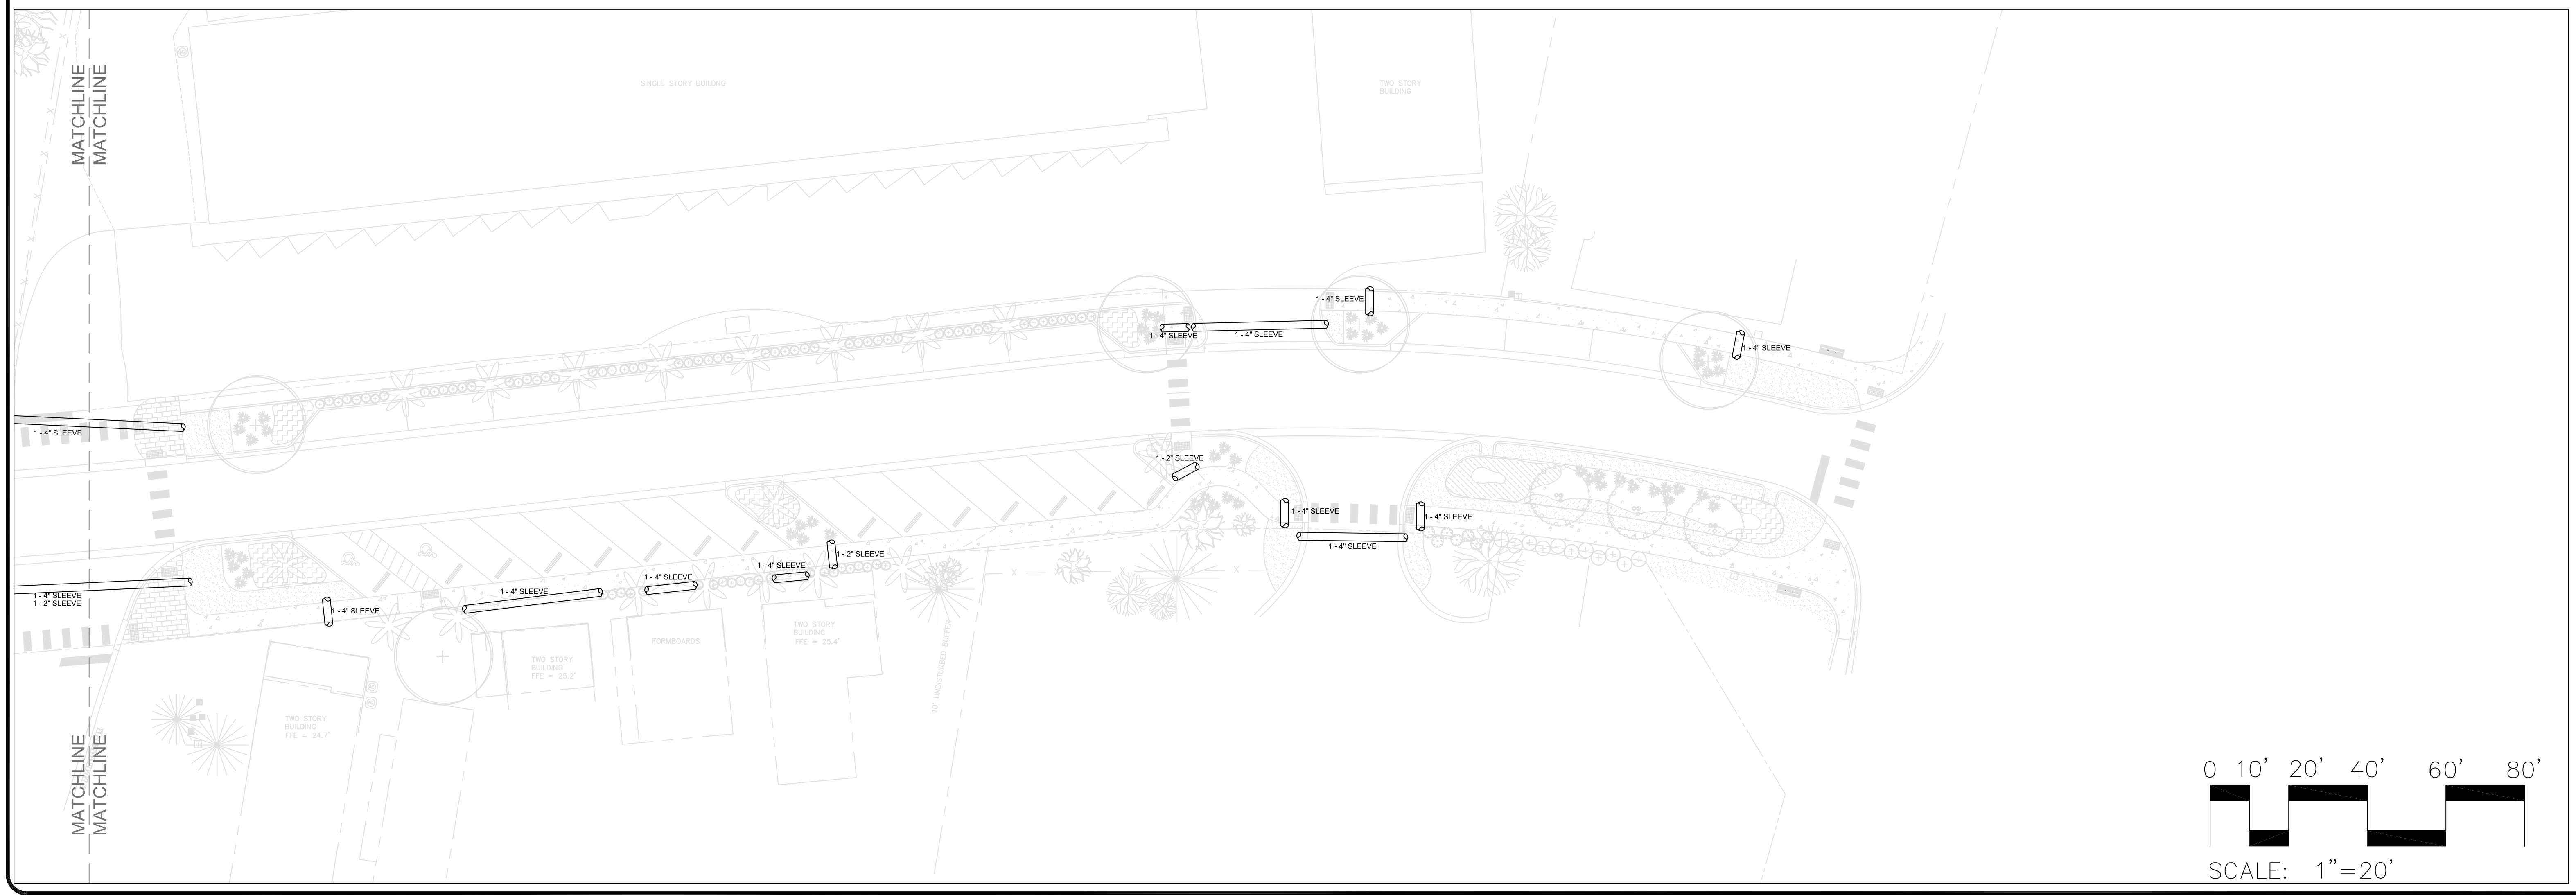 MATCHLINE
MATCHLINE
SINGLE STORY BUILDING
TWO STORY
BUILDING
1 - 4" SLEEVE
1 - 4" SLEEVE
1 - 4" SLEEVE
1 - 4" SLEEVE
1 - 4" SLEEVE
1 - 2" SLEEVE
1 - 4" SLEEVE
1 - 4" SLEEVE
1 - 4" SLEEVE
1 - 2" SLEEVE
1 - 4" SLEEVE
1 - 4" SLEEVE
1 - 4" SLEEVE
1 - 4" SLEEVE
1 - 2" SLEEVE
1 - 4" SLEEVE
TWO STORY
BUILDING
FFE = 25.4'
FORMBOARDS
TWO STORY
BUILDING
FFE = 25.2'
10' UNDISTURBED BUFFER
TWO STORY
BUILDING
FFE = 24.7'
MATCHLINE
MATCHLINE
0 10' 20' 40' 60' 80'
SCALE: 1"=20'